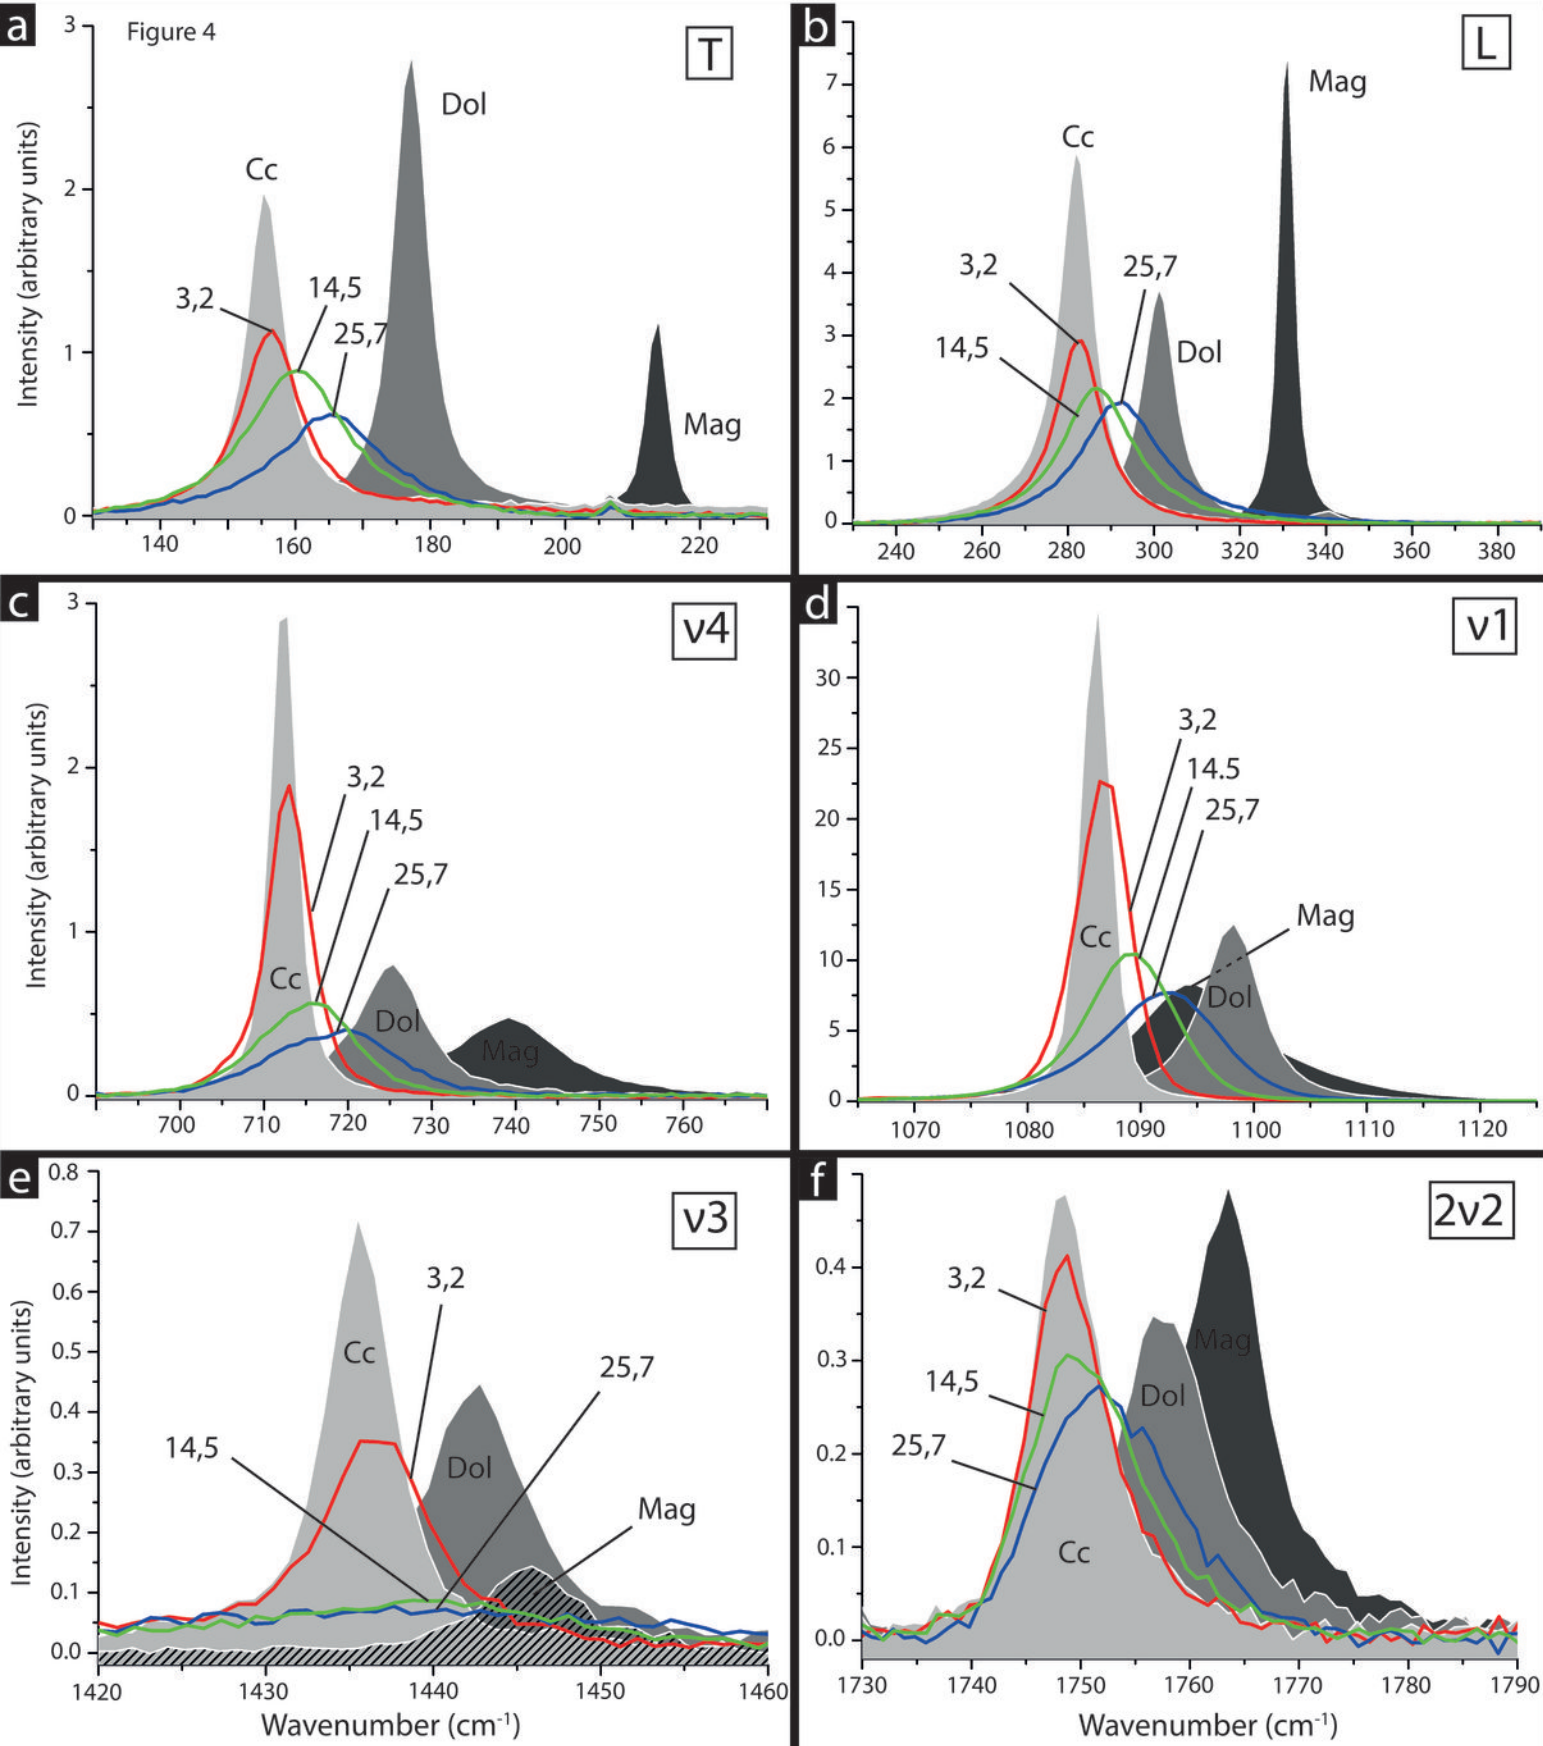 a
Figure 4
T
Intensity (arbitrary units)
3
2
1
0
Cc
Dol
Mag
3,2
14,5
25,7
140 160 180 200 220
b
L
7
6
5
4
3
2
1
0
Cc
Mag
3,2
25,7
14,5
Dol
240 260 280 300 320 340 360 380
c
ν4
Intensity (arbitrary units)
3
2
1
0
3,2
14,5
25,7
Cc
Dol
Mag
700 710 720 730 740 750 760
d
ν1
30
25
20
15
10
5
0
3,2
14.5
25,7
Cc
Mag
Dol
1070 1080 1090 1100 1110 1120
e
ν3
Intensity (arbitrary units)
0.8
0.7
0.6
0.5
0.4
0.3
0.2
0.1
0.0
3,2
Cc
25,7
14,5
Dol
Mag
1420 1430 1440 1450 1460
Wavenumber (cm⁻¹)
f
2ν2
0.4
0.3
0.2
0.1
0.0
3,2
Mag
14,5
Dol
25,7
Cc
1730 1740 1750 1760 1770 1780 1790
Wavenumber (cm⁻¹)